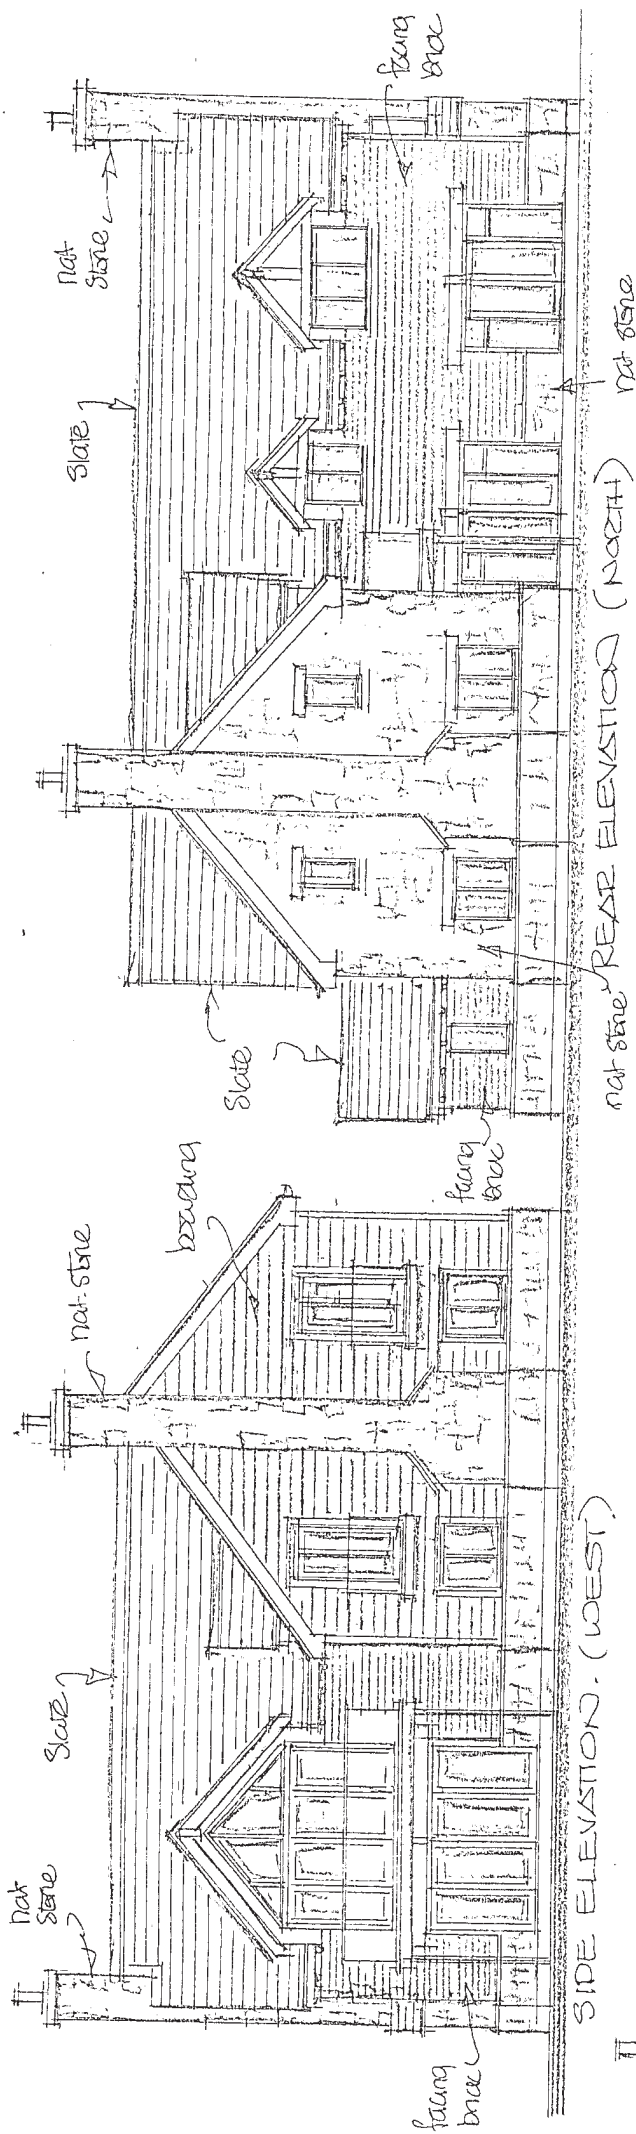 nat
stone
Slate
nat-stone
boarding
facing
brick
SIDE ELEVATION. (WEST)
Slate
Slate
nat
stone
facing
brick
facing
brick
nat stone
REAR ELEVATION (NORTH)
nat stone